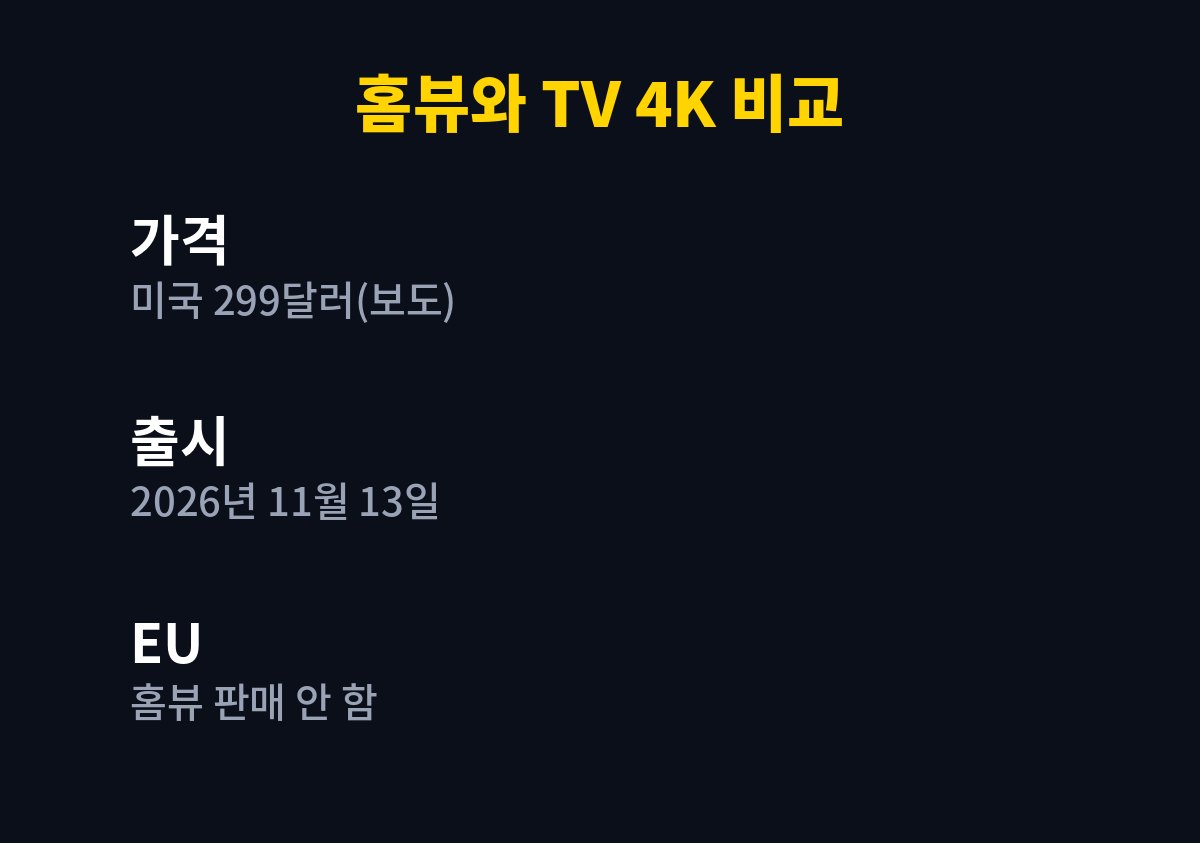 홈뷰와 TV 4K 비교
가격
미국 299달러(보도)
출시
2026년 11월 13일
EU
홈뷰 판매 안 함